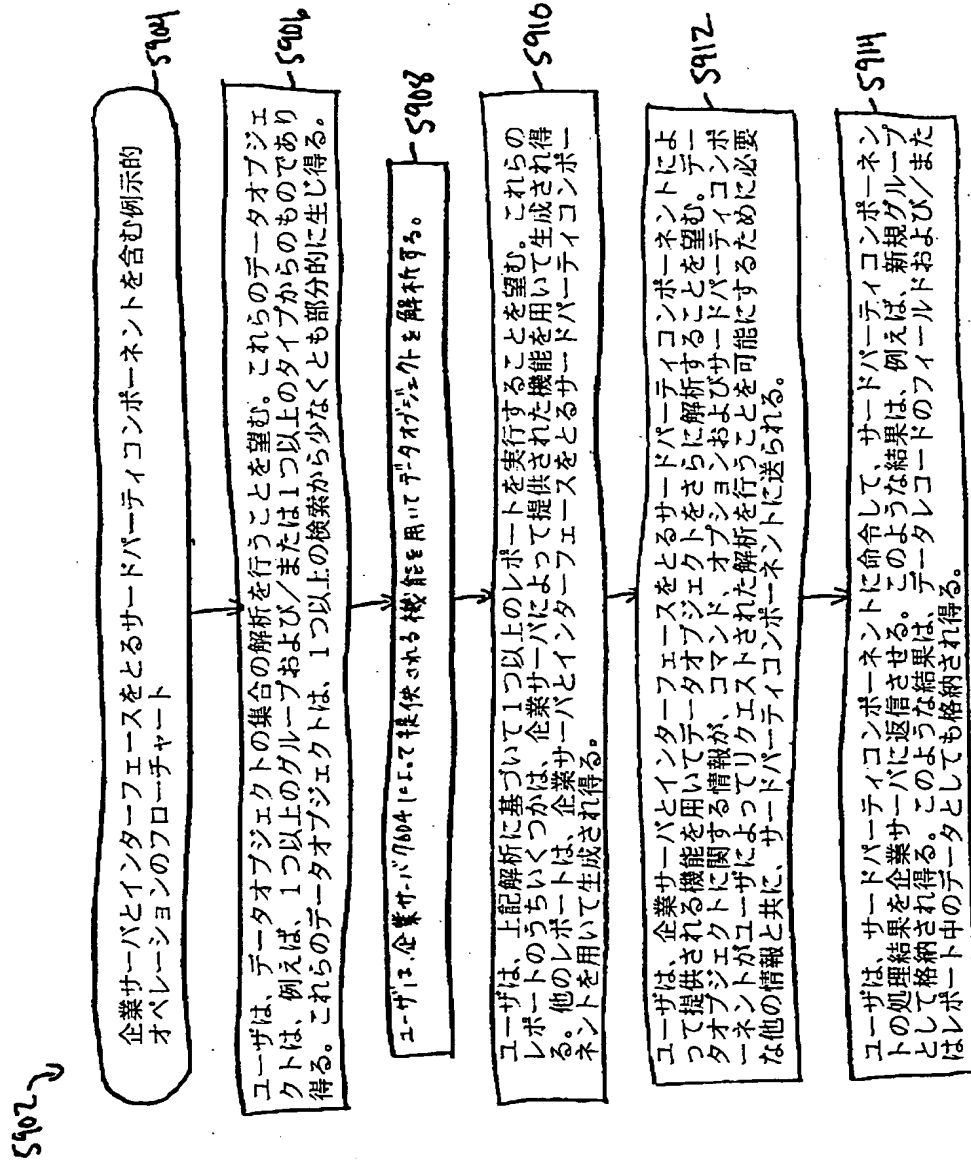 5902
企業サーバとインターフェースをとるサードパーティコンポーネントを含む例示的
オペレーションのフローチャート
5904
ユーザは、データオブジェクトの集合の解析を行うことを望む。これらのデータオブジェ
クトは、例えば、1つ以上のグループおよび/または1つ以上のタイプからのものであり
得る。これらのデータオブジェクトは、1つ以上の検索から少なくとも部分的に生じ得る。
5906
ユーザは、企業サーバ7604によって提供される機能を用いてデータオブジェクトを解析する。
5908
ユーザは、上記解析に基づいて1つ以上のレポートを実行することを望む。これらの
レポートのうちいくつかは、企業サーバによって提供された機能を用いて生成され得
る。他のレポートは、企業サーバとインターフェースをとるサードパーティコンポー
ネントを用いて生成され得る。
5910
ユーザは、企業サーバとインターフェースをとるサードパーティコンポーネントによ
って提供される機能を用いてデータオブジェクトをさらに解析することを望む。デー
タオブジェクトに関する情報が、コマンド、オプションおよびサードパーティコンポ
ーネントがユーザによってリクエストされた解析を行うことを可能にするために必要
な他の情報と共に、サードパーティコンポーネントに送られる。
5912
ユーザは、サードパーティコンポーネントに命令して、サードパーティコンポーネン
トの処理結果を企業サーバに返信させる。このような結果は、例えば、新規グループ
として格納され得る。このような結果は、データレコードのフィールドおよび/また
はレポート中のデータとしても格納され得る。
5914